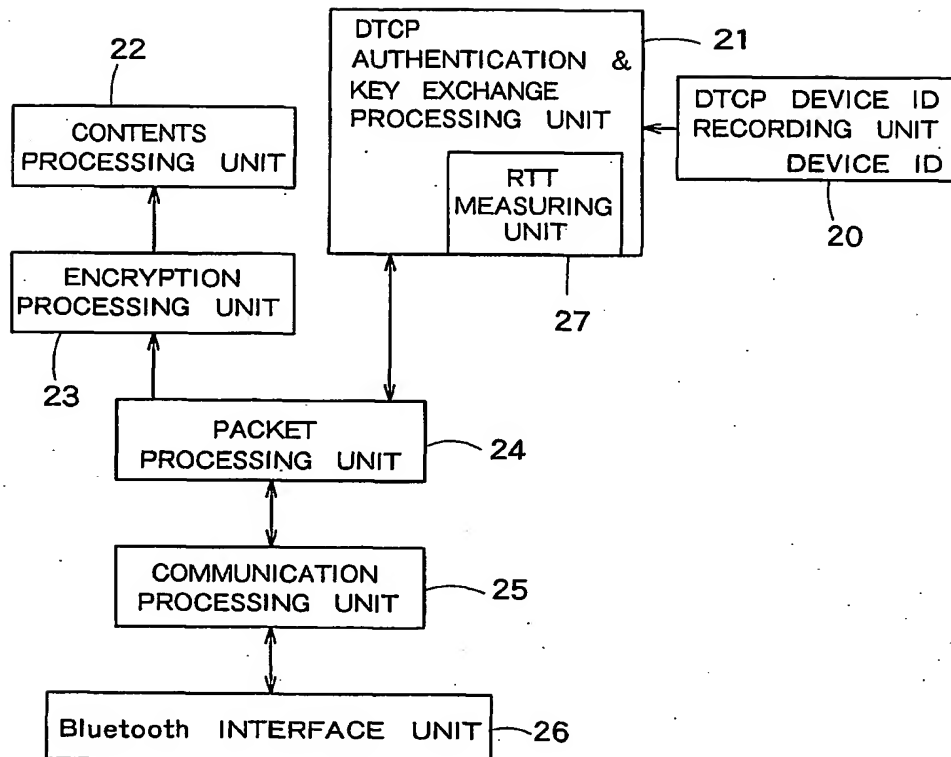 22
CONTENTS
PROCESSING UNIT
DTCP
AUTHENTICATION &
KEY EXCHANGE
PROCESSING UNIT
21
DTCP DEVICE ID
RECORDING UNIT
DEVICE ID
20
RTT
MEASURING
UNIT
27
ENCRYPTION
PROCESSING UNIT
23
PACKET
PROCESSING UNIT
24
COMMUNICATION
PROCESSING UNIT
25
Bluetooth INTERFACE UNIT
26